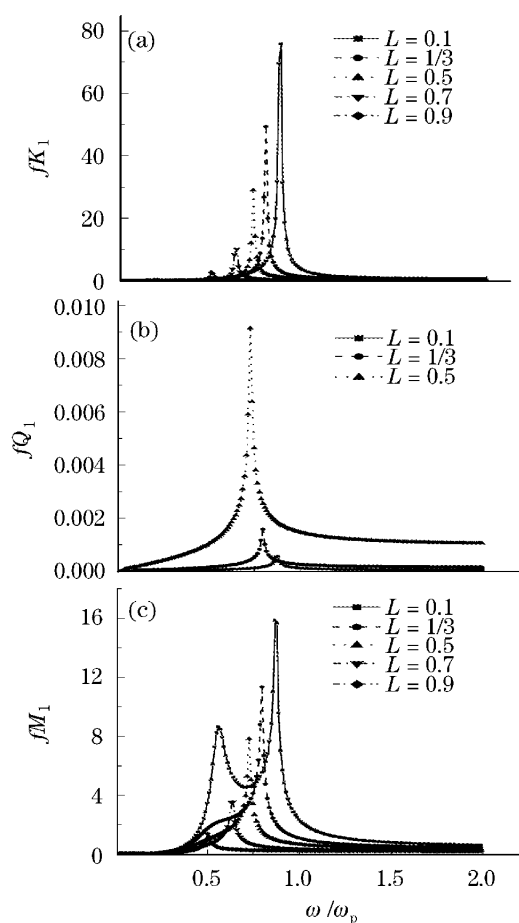 (a)
80
60
40
20
0
fK₁
L = 0.1
L = 1/3
L = 0.5
L = 0.7
L = 0.9
(b)
0.010
0.008
0.006
0.004
0.002
0.000
fQ₁
L = 0.1
L = 1/3
L = 0.5
(c)
16
12
8
4
0
fM₁
L = 0.1
L = 1/3
L = 0.5
L = 0.7
L = 0.9
0.5 1.0 1.5 2.0
ω/ωₚ